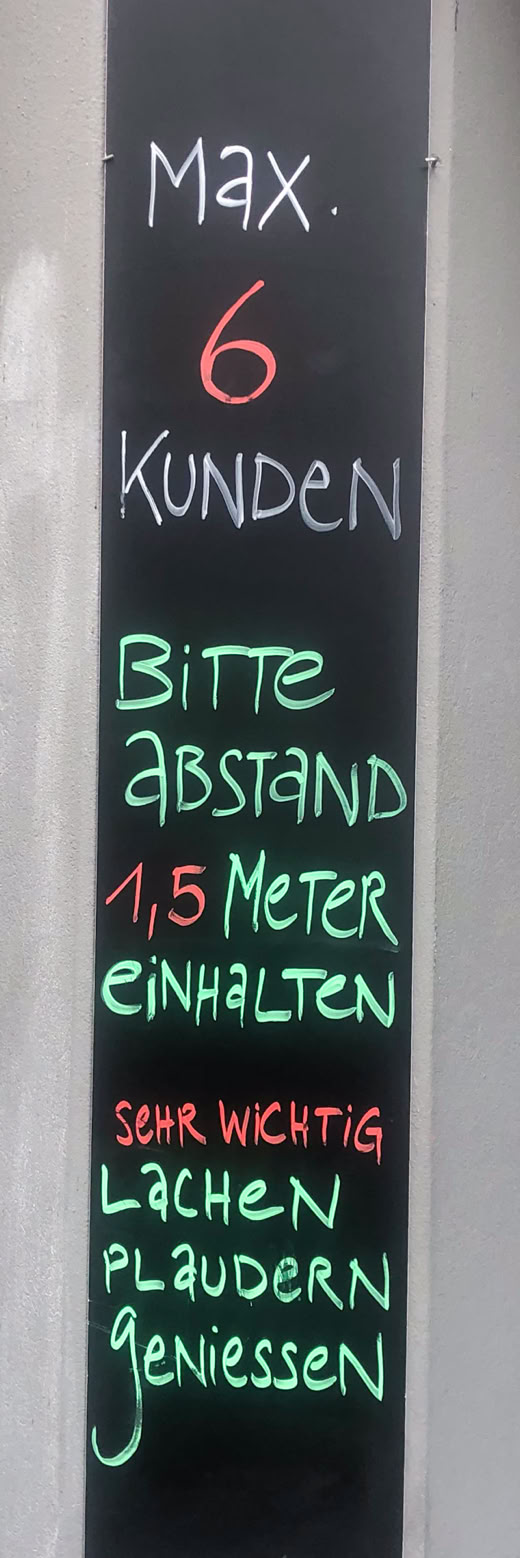 Max.
6
KUNDeN
BiTTe
aBSTaND
1,5 MeTeR
eiNHaLTeN
SeHR WiCHTiG
LaCHeN
PLauDeRN
geNiesseN